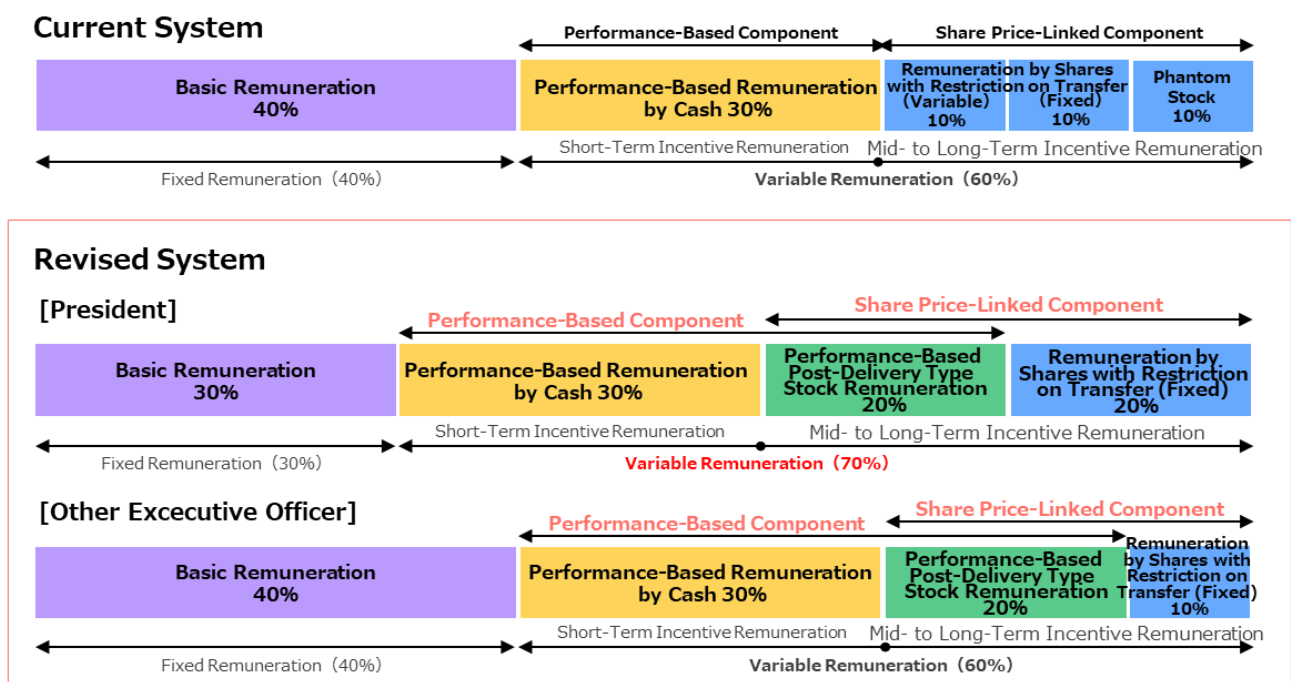 Current System
Performance-Based Component
Share Price-Linked Component
Basic Remuneration
40%
Performance-Based Remuneration
by Cash 30%
Remuneration by Shares
with Restriction on Transfer
(Variable)
10%
(Fixed)
10%
Phantom
Stock
10%
Short-Term Incentive Remuneration
Mid- to Long-Term Incentive Remuneration
Fixed Remuneration（40%）
Variable Remuneration（60%）
Revised System
[President]
Performance-Based Component
Share Price-Linked Component
Basic Remuneration
30%
Performance-Based Remuneration
by Cash 30%
Performance-Based
Post-Delivery Type
Stock Remuneration
20%
Remuneration by
Shares with Restriction
on Transfer (Fixed)
20%
Short-Term Incentive Remuneration
Mid- to Long-Term Incentive Remuneration
Fixed Remuneration（30%）
Variable Remuneration（70%）
[Other Excecutive Officer]
Performance-Based Component
Share Price-Linked Component
Basic Remuneration
40%
Performance-Based Remuneration
by Cash 30%
Performance-Based
Post-Delivery Type
Stock Remuneration
20%
Remuneration
by Shares with
Restriction on
Transfer (Fixed)
10%
Short-Term Incentive Remuneration
Mid- to Long-Term Incentive Remuneration
Fixed Remuneration（40%）
Variable Remuneration（60%）